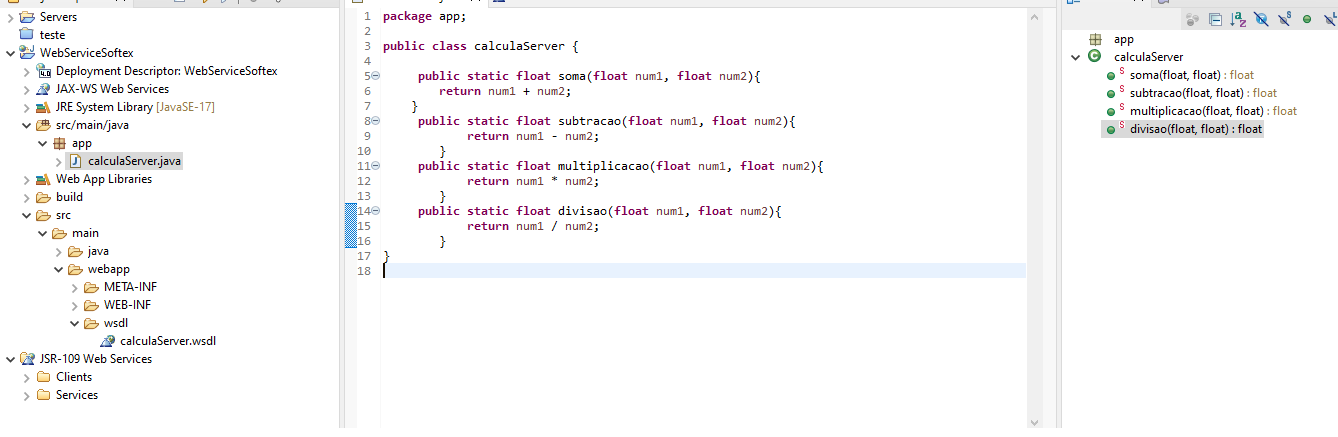 Servers
teste
WebServiceSoftex
Deployment Descriptor: WebServiceSoftex
JAX-WS Web Services
JRE System Library [JavaSE-17]
src/main/java
app
calculaServer.java
Web App Libraries
build
src
main
java
webapp
META-INF
WEB-INF
wsdl
calculaServer.wsdl
JSR-109 Web Services
Clients
Services
1 package app;
2
3 public class calculaServer {
4
5 public static float soma(float num1, float num2){
6 return num1 + num2;
7 }
8 public static float subtracao(float num1, float num2){
9 return num1 - num2;
10 }
11 public static float multiplicacao(float num1, float num2){
12 return num1 * num2;
13 }
14 public static float divisao(float num1, float num2){
15 return num1 / num2;
16 }
17 }
18
app
calculaServer
soma(float, float) : float
subtracao(float, float) : float
multiplicacao(float, float) : float
divisao(float, float) : float